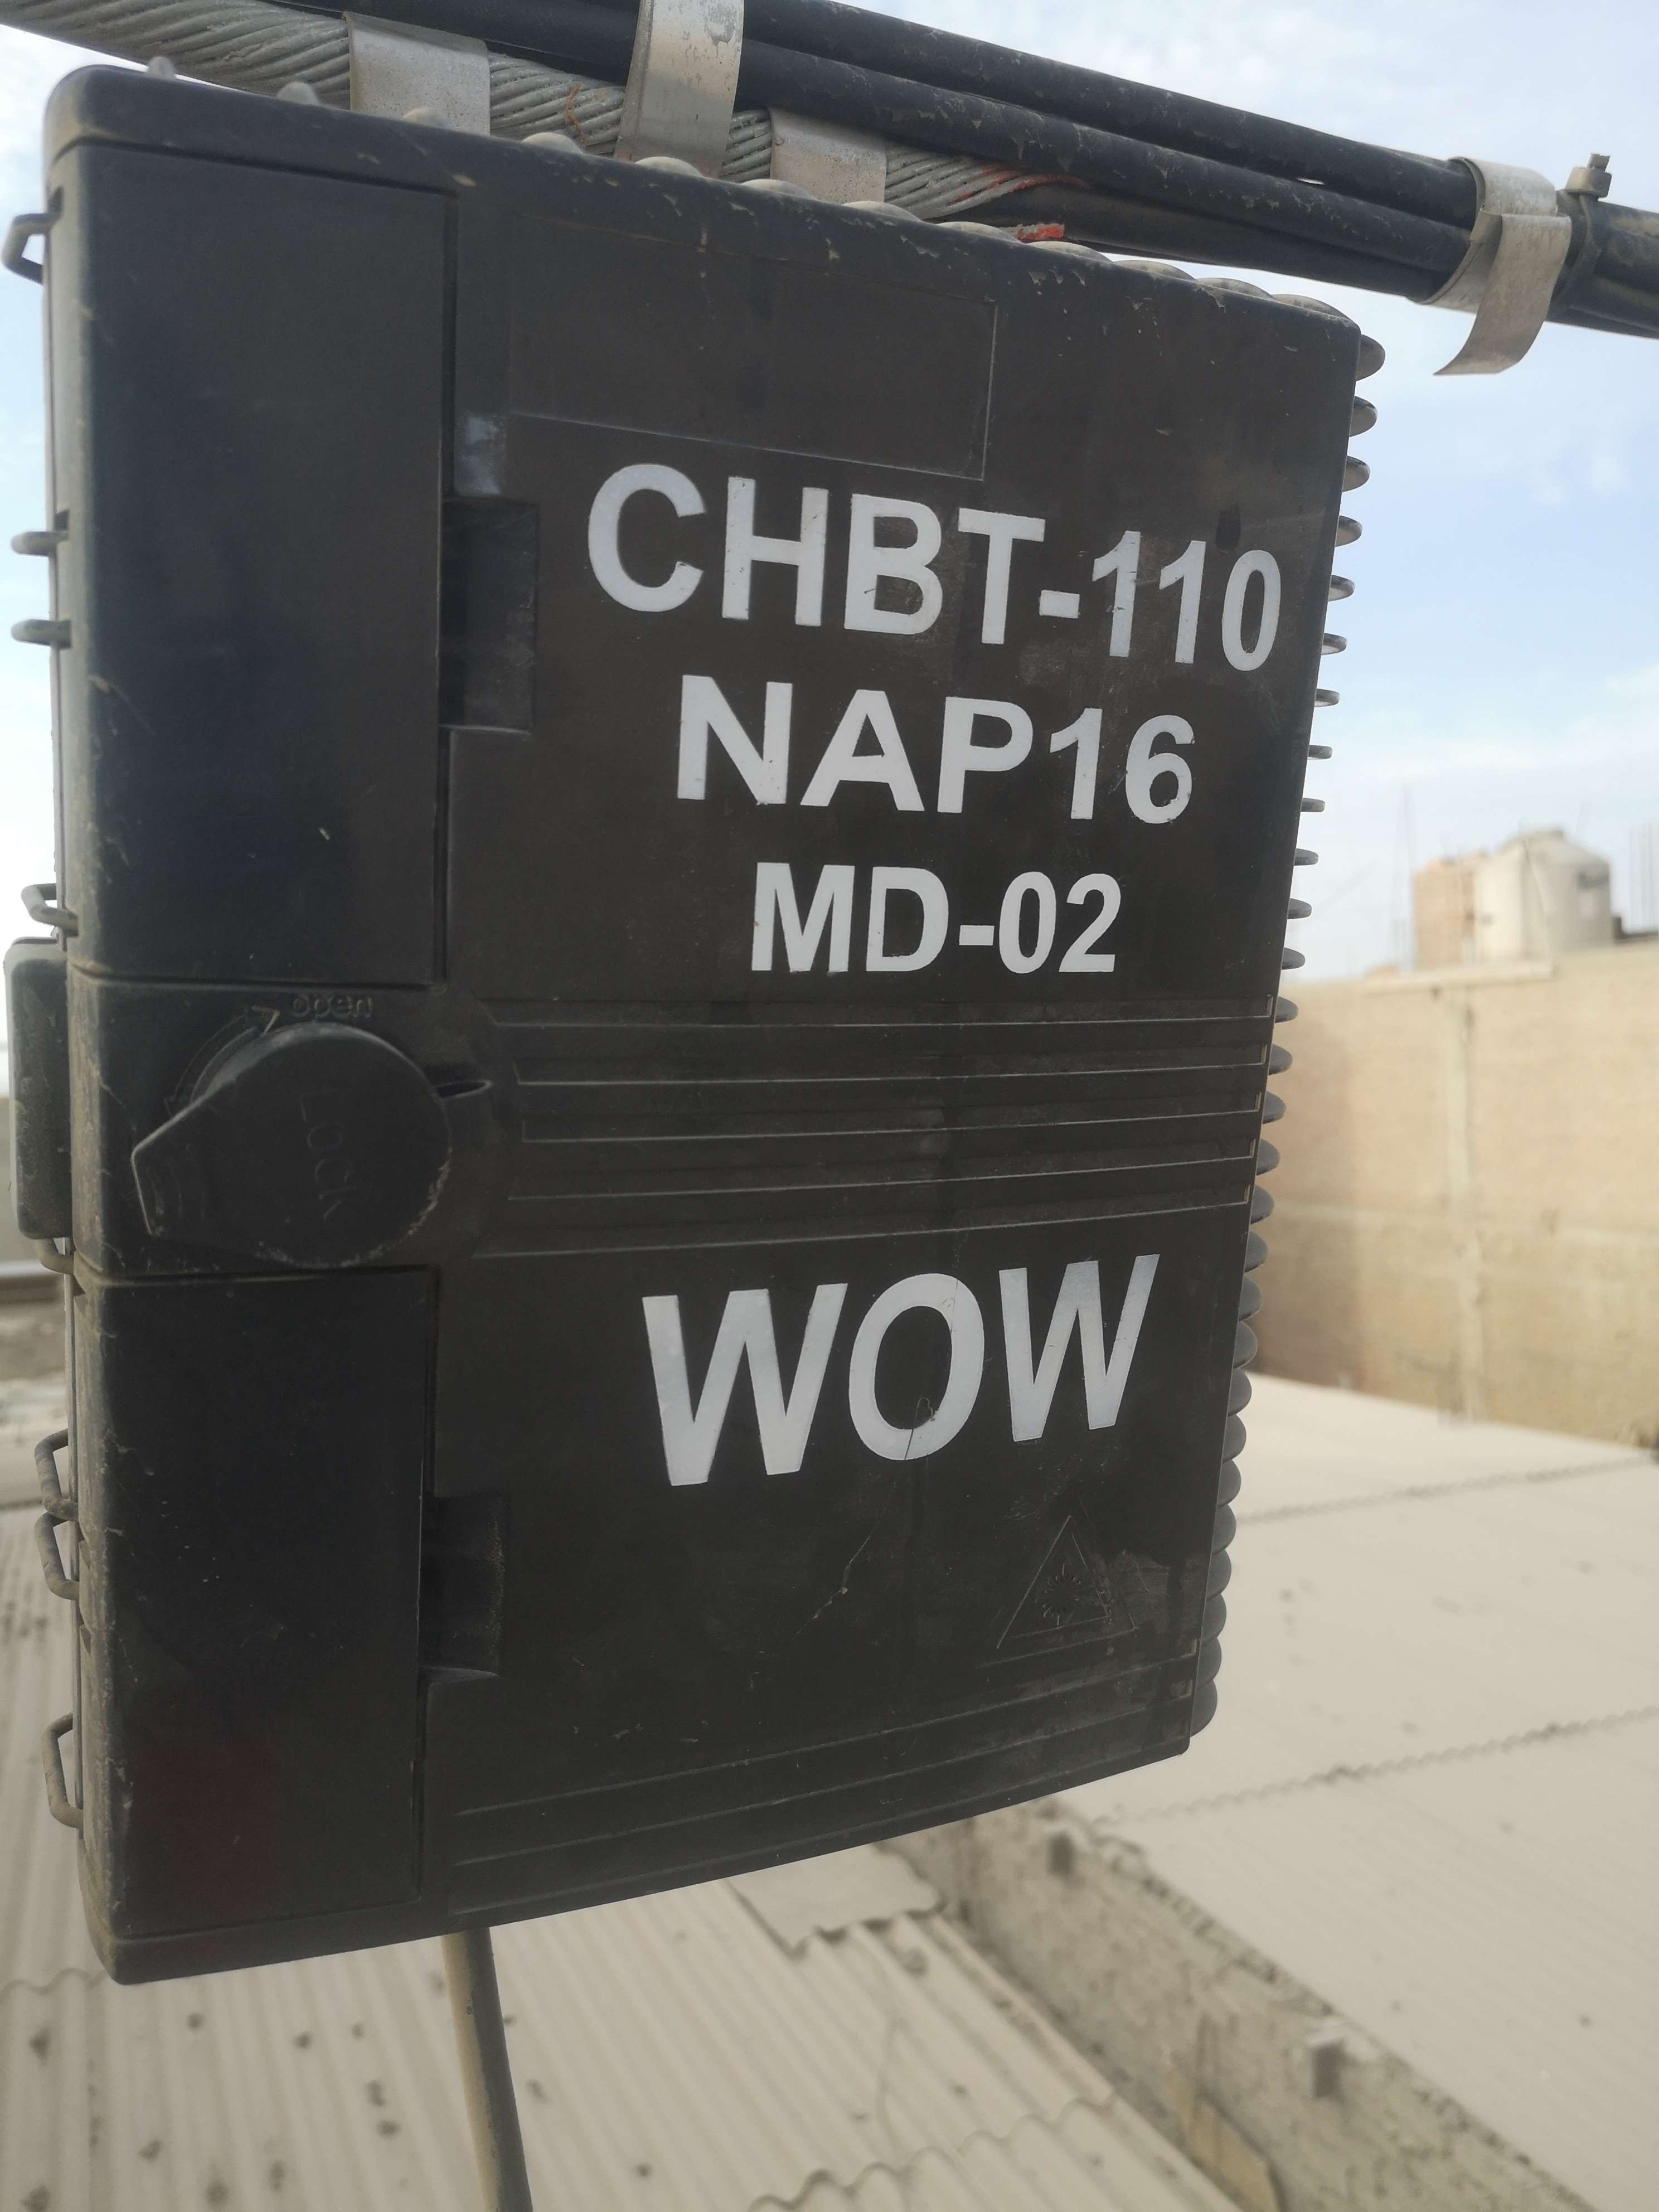 CHBT-110
NAP16
MD-02
open
Lock
WOW